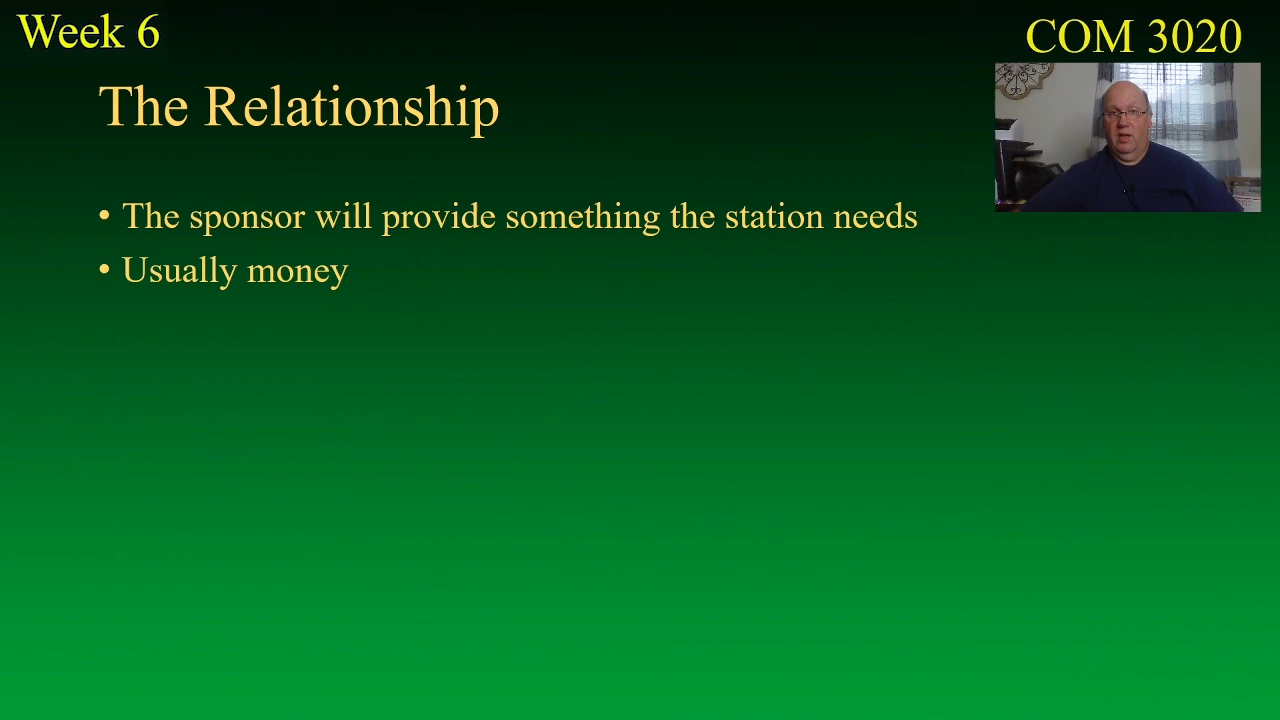 Week 6
COM 3020
The Relationship
• The sponsor will provide something the station needs
• Usually money